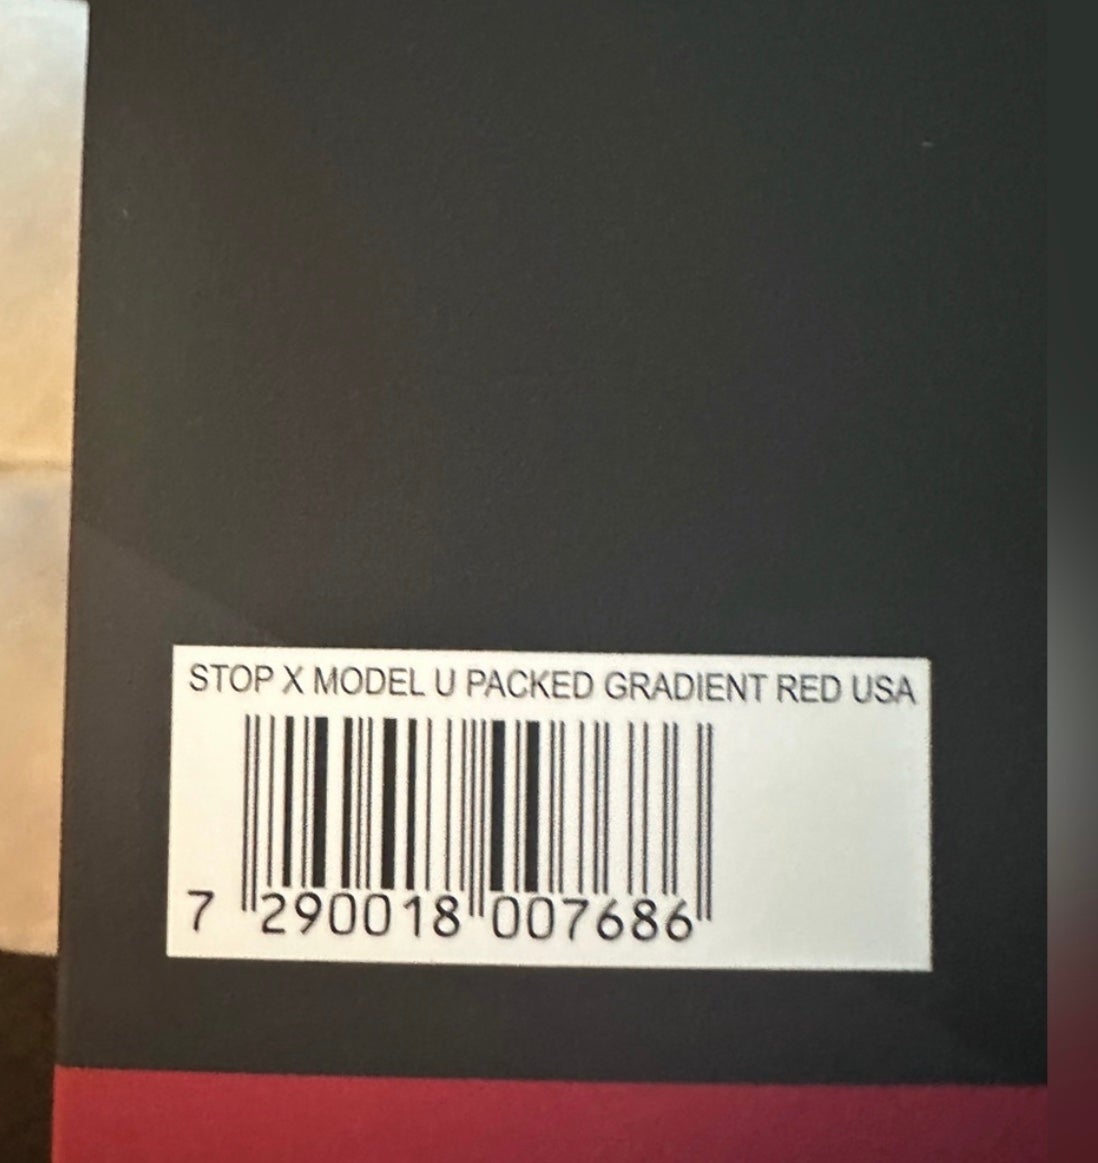 STOP X MODEL U PACKED GRADIENT RED USA
7 290018 007686